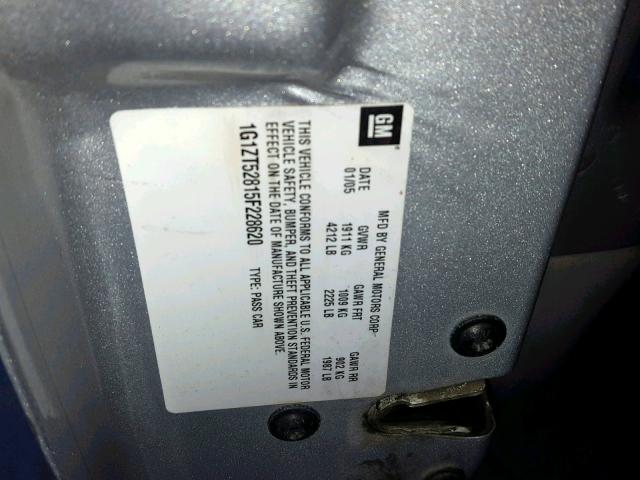 GM
MFD BY GENERAL MOTORS CORP
DATE GVWR GAWR FRT GAWR RR
01/05 1911 KG 1009 KG 902 KG
4212 LB 2225 LB 1987 LB
THIS VEHICLE CONFORMS TO ALL APPLICABLE U.S. FEDERAL MOTOR
VEHICLE SAFETY, BUMPER, AND THEFT PREVENTION STANDARDS IN
EFFECT ON THE DATE OF MANUFACTURE SHOWN ABOVE.
1G1ZT52815F228620 TYPE: PASS CAR